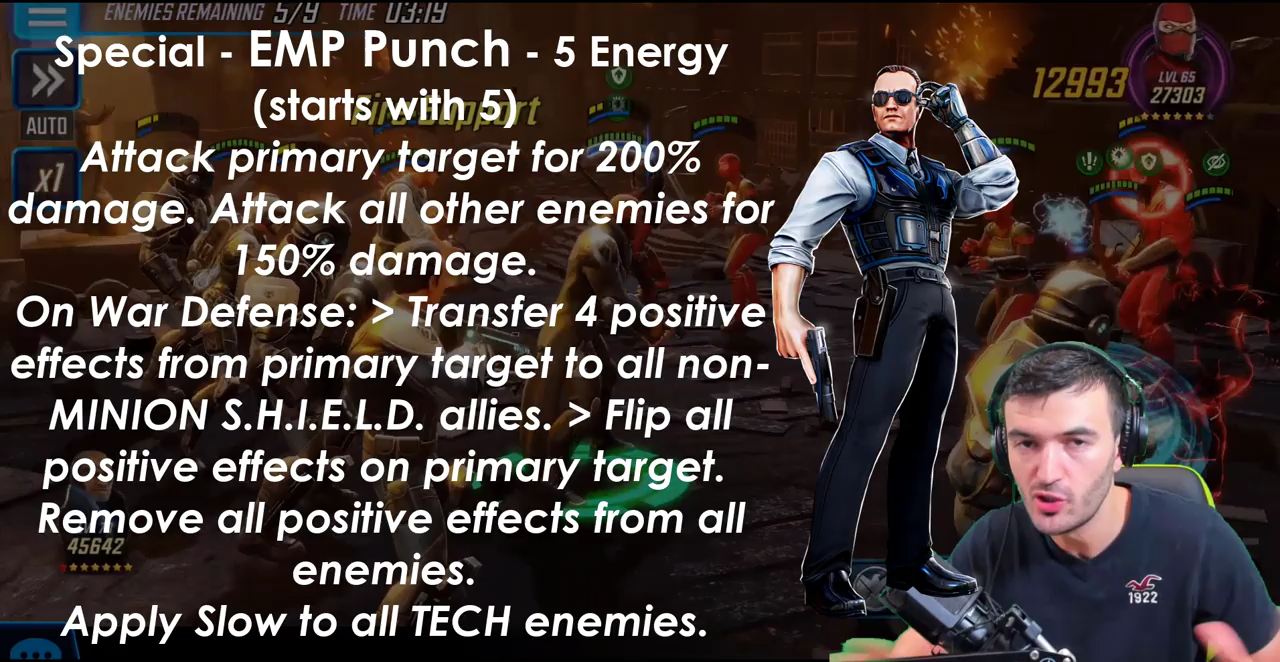 ENEMIES REMAINING 5/9 TIME 03:19
Special - EMP Punch - 5 Energy
(starts with 5)
Attack primary target for 200%
damage. Attack all other enemies for
150% damage.
On War Defense: > Transfer 4 positive
effects from primary target to all non-
MINION S.H.I.E.L.D. allies. > Flip all
positive effects on primary target.
Remove all positive effects from all
enemies.
Apply Slow to all TECH enemies.
AUTO
x1
12993
LVL 65
27303
45642
1922